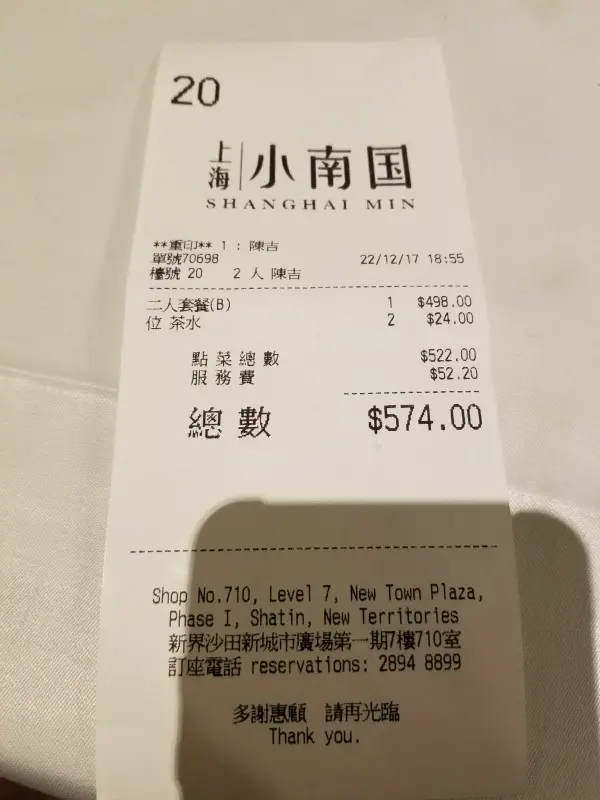 20
上海 小南国
SHANGHAI MIN
**重印** 1 : 陳吉
單號70698 22/12/17 18:55
檯號 20 2 人 陳吉
二人套餐(B) 1 $498.00
位 茶水 2 $24.00
點菜總數 $522.00
服務費 $52.20
總數 $574.00
Shop No.710, Level 7, New Town Plaza,
Phase I, Shatin, New Territories
新界沙田新城市廣場第一期7樓710室
訂座電話 reservations: 2894 8899
多謝惠顧 請再光臨
Thank you.